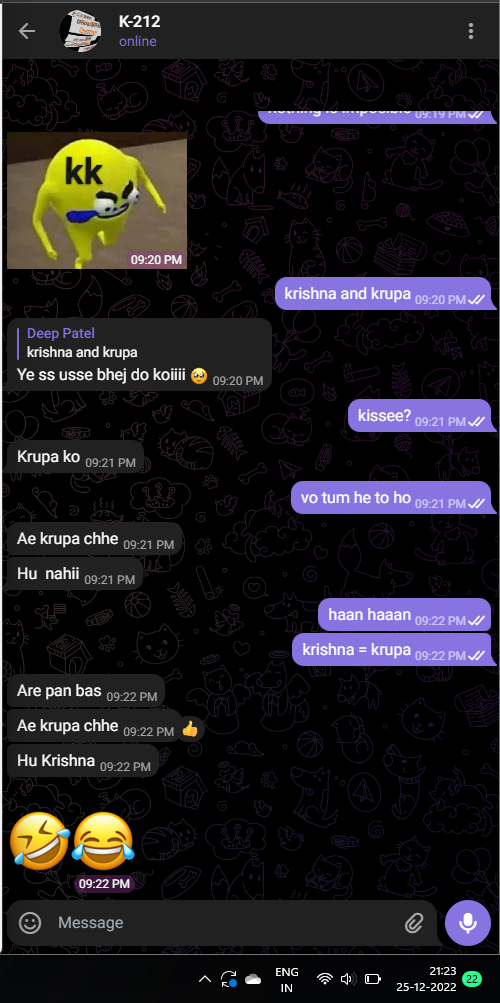 K-212
online
nothing is impossible 09:19 PM
kk
09:20 PM
krishna and krupa 09:20 PM
Deep Patel
krishna and krupa
Ye ss usse bhej do koiiii 🥹 09:20 PM
kissee? 09:21 PM
Krupa ko 09:21 PM
vo tum he to ho 09:21 PM
Ae krupa chhe 09:21 PM
Hu nahii 09:21 PM
haan haaan 09:22 PM
krishna = krupa 09:22 PM
Are pan bas 09:22 PM
Ae krupa chhe 09:22 PM 👍
Hu Krishna 09:22 PM
🤣😂
09:22 PM
Message
ENG
IN
21:23
25-12-2022
22